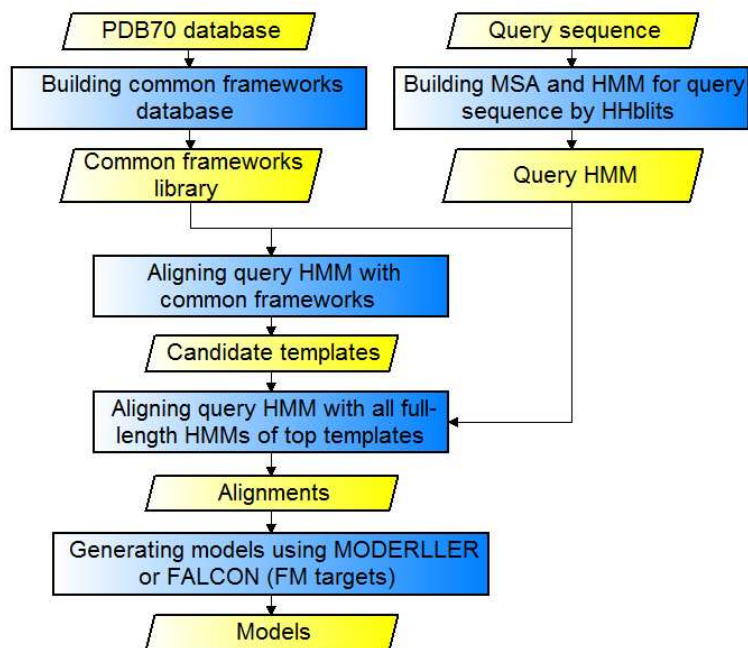 PDB70 database
Query sequence
Building common frameworks
database
Building MSA and HMM for query
sequence by HHblits
Common frameworks
library
Query HMM
Aligning query HMM with
common frameworks
Candidate templates
Aligning query HMM with all full-
length HMMs of top templates
Alignments
Generating models using MODERLLER
or FALCON (FM targets)
Models